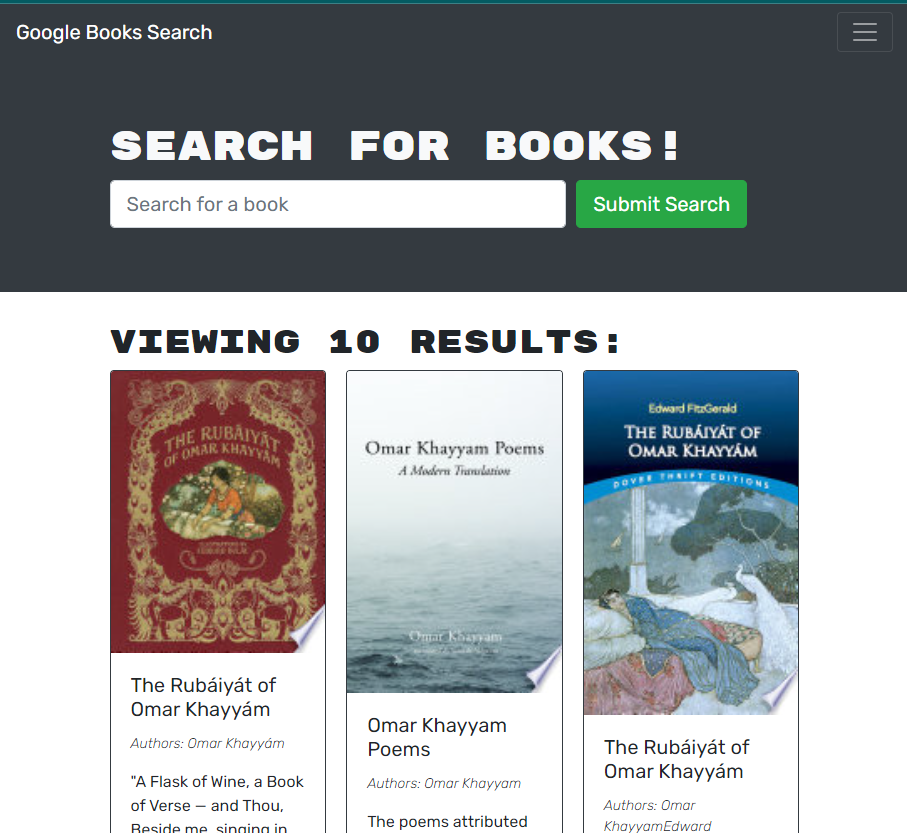 Google Books Search
SEARCH FOR BOOKS!
Search for a book
Submit Search
VIEWING 10 RESULTS:
THE RUBÁIYÁT
OF OMAR KHAYYÁM
ILLUSTRATED BY
EDMUND DULAC
The Rubáiyát of
Omar Khayyám
Authors: Omar Khayyám
"A Flask of Wine, a Book
of Verse — and Thou,
Beside me, singing in
Omar Khayyam Poems
A Modern Translation
Omar Khayyam
Omar Khayyam
Poems
Authors: Omar Khayyam
The poems attributed
Edward FitzGerald
THE RUBÁIYÁT OF
OMAR KHAYYÁM
DOVER THRIFT EDITIONS
The Rubáiyát of
Omar Khayyám
Authors: Omar
KhayyamEdward